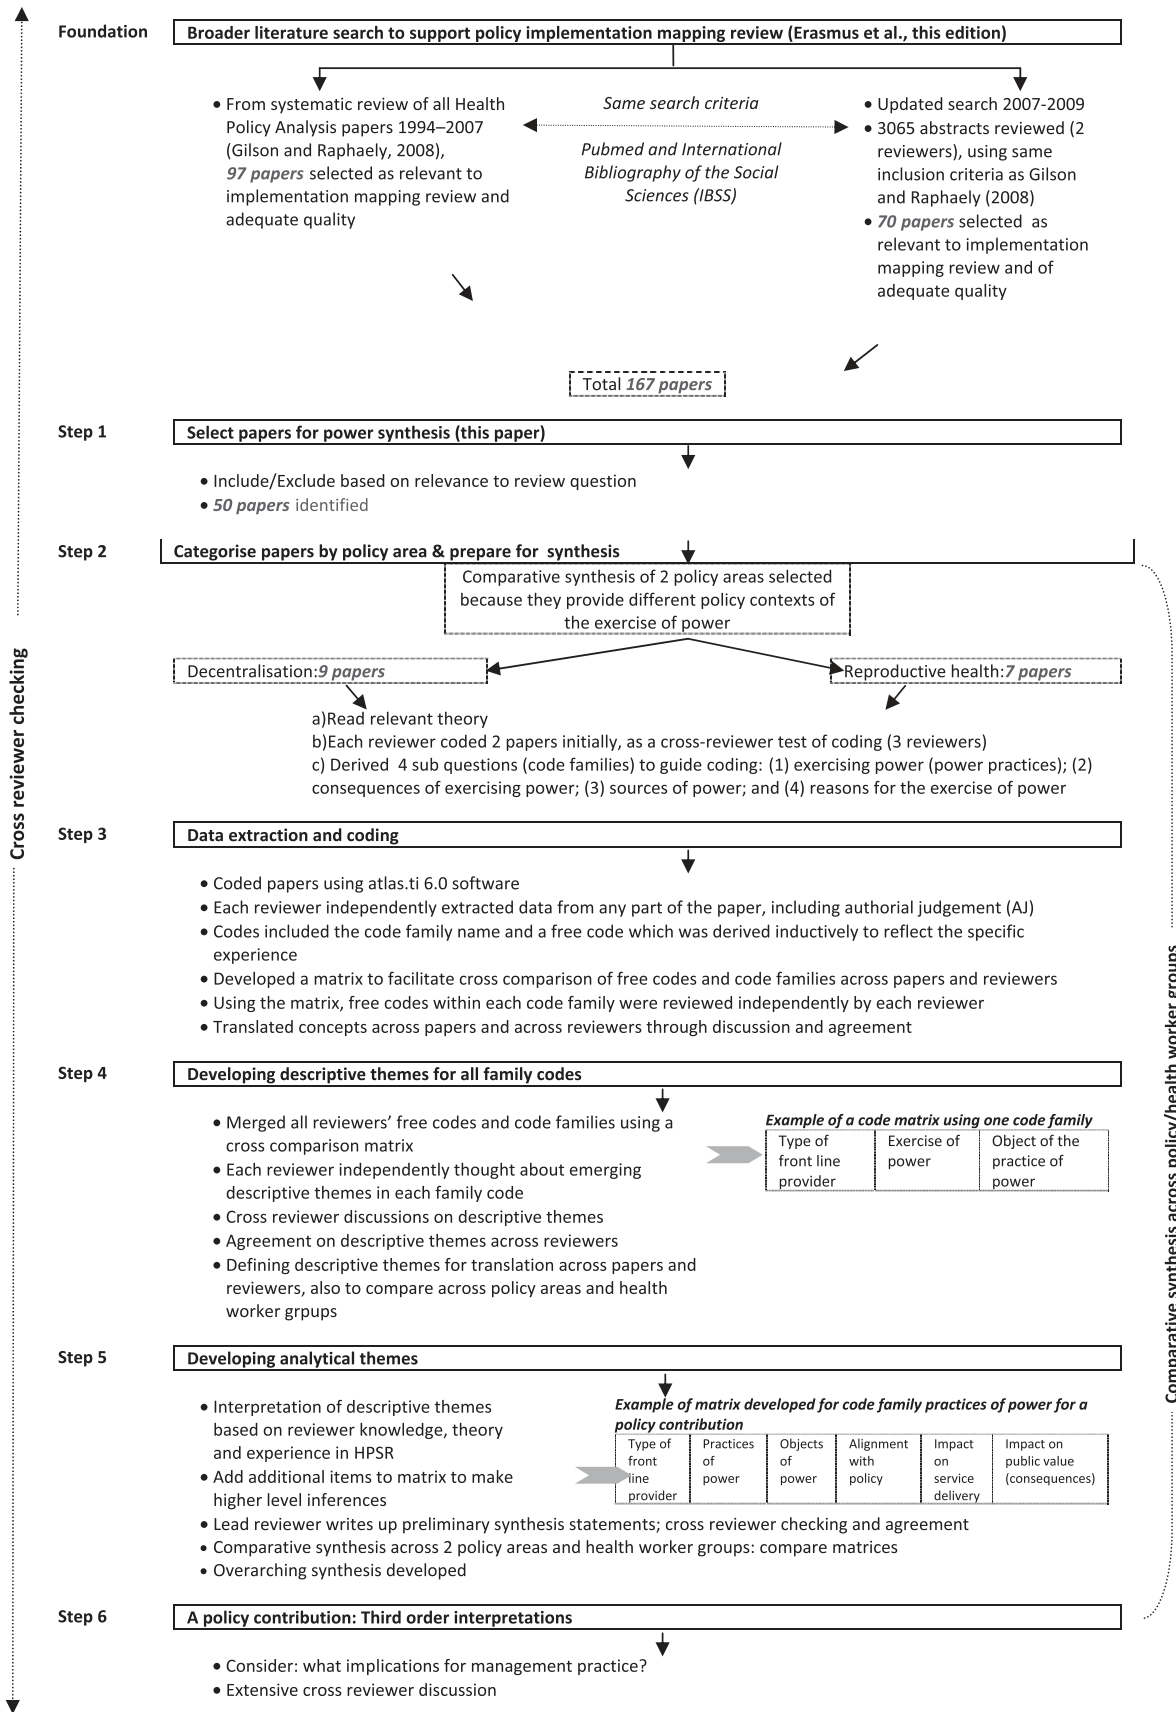 Foundation
Broader literature search to support policy implementation mapping review (Erasmus et al., this edition)
• From systematic review of all Health
Policy Analysis papers 1994–2007
(Gilson and Raphaely, 2008),
97 papers selected as relevant to
implementation mapping review and
adequate quality
Same search criteria
Pubmed and International
Bibliography of the Social
Sciences (IBSS)
• Updated search 2007-2009
• 3065 abstracts reviewed (2
reviewers), using same
inclusion criteria as Gilson
and Raphaely (2008)
• 70 papers selected as
relevant to implementation
mapping review and of
adequate quality
Total 167 papers
Step 1
Select papers for power synthesis (this paper)
• Include/Exclude based on relevance to review question
• 50 papers identified
Step 2
Categorise papers by policy area & prepare for synthesis
Comparative synthesis of 2 policy areas selected
because they provide different policy contexts of
the exercise of power
Decentralisation:9 papers
Reproductive health:7 papers
a)Read relevant theory
b)Each reviewer coded 2 papers initially, as a cross-reviewer test of coding (3 reviewers)
c) Derived 4 sub questions (code families) to guide coding: (1) exercising power (power practices); (2)
consequences of exercising power; (3) sources of power; and (4) reasons for the exercise of power
Cross reviewer checking
Step 3
Data extraction and coding
• Coded papers using atlas.ti 6.0 software
• Each reviewer independently extracted data from any part of the paper, including authorial judgement (AJ)
• Codes included the code family name and a free code which was derived inductively to reflect the specific
experience
• Developed a matrix to facilitate cross comparison of free codes and code families across papers and reviewers
• Using the matrix, free codes within each code family were reviewed independently by each reviewer
• Translated concepts across papers and across reviewers through discussion and agreement
Comparative synthesis across policy/health worker groups
Step 4
Developing descriptive themes for all family codes
• Merged all reviewers' free codes and code families using a
cross comparison matrix
• Each reviewer independently thought about emerging
descriptive themes in each family code
• Cross reviewer discussions on descriptive themes
• Agreement on descriptive themes across reviewers
• Defining descriptive themes for translation across papers and
reviewers, also to compare across policy areas and health
worker grpups
Example of a code matrix using one code family
Type of
front line
provider
Exercise of
power
Object of the
practice of
power
Step 5
Developing analytical themes
• Interpretation of descriptive themes
based on reviewer knowledge, theory
and experience in HPSR
• Add additional items to matrix to make
higher level inferences
Example of matrix developed for code family practices of power for a
policy contribution
Type of
front
line
provider
Practices
of
power
Objects
of
power
Alignment
with
policy
Impact
on
service
delivery
Impact on
public value
(consequences)
• Lead reviewer writes up preliminary synthesis statements; cross reviewer checking and agreement
• Comparative synthesis across 2 policy areas and health worker groups: compare matrices
• Overarching synthesis developed
Step 6
A policy contribution: Third order interpretations
• Consider: what implications for management practice?
• Extensive cross reviewer discussion